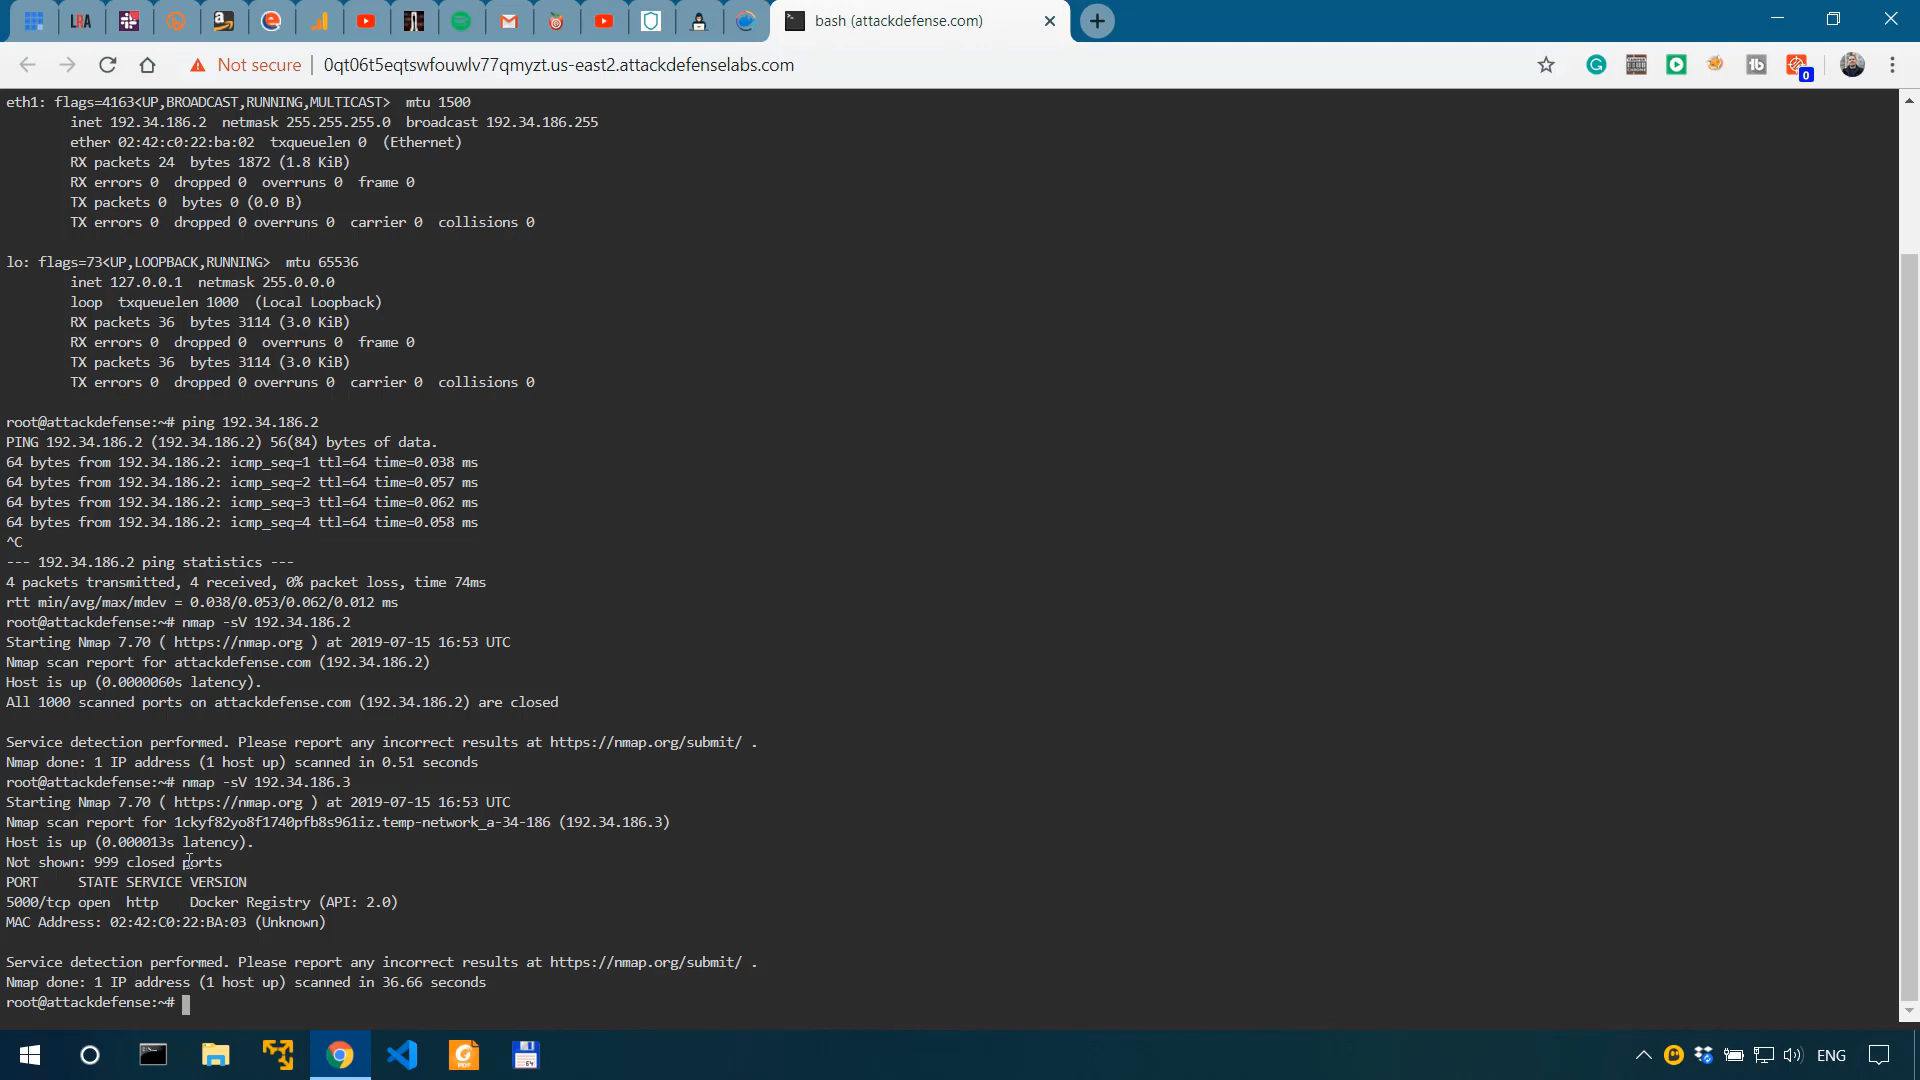 LRA
bash (attackdefense.com)
Not secure
0qt06t5eqtswfouwlv77qmyzt.us-east2.attackdefenselabs.com
0
eth1: flags=4163<UP,BROADCAST,RUNNING,MULTICAST>  mtu 1500
inet 192.34.186.2  netmask 255.255.255.0  broadcast 192.34.186.255
ether 02:42:c0:22:ba:02  txqueuelen 0  (Ethernet)
RX packets 24  bytes 1872 (1.8 KiB)
RX errors 0  dropped 0  overruns 0  frame 0
TX packets 0  bytes 0 (0.0 B)
TX errors 0  dropped 0 overruns 0  carrier 0  collisions 0
lo: flags=73<UP,LOOPBACK,RUNNING>  mtu 65536
inet 127.0.0.1  netmask 255.0.0.0
loop  txqueuelen 1000  (Local Loopback)
RX packets 36  bytes 3114 (3.0 KiB)
RX errors 0  dropped 0  overruns 0  frame 0
TX packets 36  bytes 3114 (3.0 KiB)
TX errors 0  dropped 0 overruns 0  carrier 0  collisions 0
root@attackdefense:~# ping 192.34.186.2
PING 192.34.186.2 (192.34.186.2) 56(84) bytes of data.
64 bytes from 192.34.186.2: icmp_seq=1 ttl=64 time=0.038 ms
64 bytes from 192.34.186.2: icmp_seq=2 ttl=64 time=0.057 ms
64 bytes from 192.34.186.2: icmp_seq=3 ttl=64 time=0.062 ms
64 bytes from 192.34.186.2: icmp_seq=4 ttl=64 time=0.058 ms
^C
--- 192.34.186.2 ping statistics ---
4 packets transmitted, 4 received, 0% packet loss, time 74ms
rtt min/avg/max/mdev = 0.038/0.053/0.062/0.012 ms
root@attackdefense:~# nmap -sV 192.34.186.2
Starting Nmap 7.70 ( https://nmap.org ) at 2019-07-15 16:53 UTC
Nmap scan report for attackdefense.com (192.34.186.2)
Host is up (0.0000060s latency).
All 1000 scanned ports on attackdefense.com (192.34.186.2) are closed
Service detection performed. Please report any incorrect results at https://nmap.org/submit/ .
Nmap done: 1 IP address (1 host up) scanned in 0.51 seconds
root@attackdefense:~# nmap -sV 192.34.186.3
Starting Nmap 7.70 ( https://nmap.org ) at 2019-07-15 16:53 UTC
Nmap scan report for 1ckyf82yo8f1740pfb8s961iz.temp-network_a-34-186 (192.34.186.3)
Host is up (0.000013s latency).
Not shown: 999 closed ports
PORT     STATE SERVICE VERSION
5000/tcp open  http    Docker Registry (API: 2.0)
MAC Address: 02:42:C0:22:BA:03 (Unknown)
Service detection performed. Please report any incorrect results at https://nmap.org/submit/ .
Nmap done: 1 IP address (1 host up) scanned in 36.66 seconds
root@attackdefense:~#
ENG